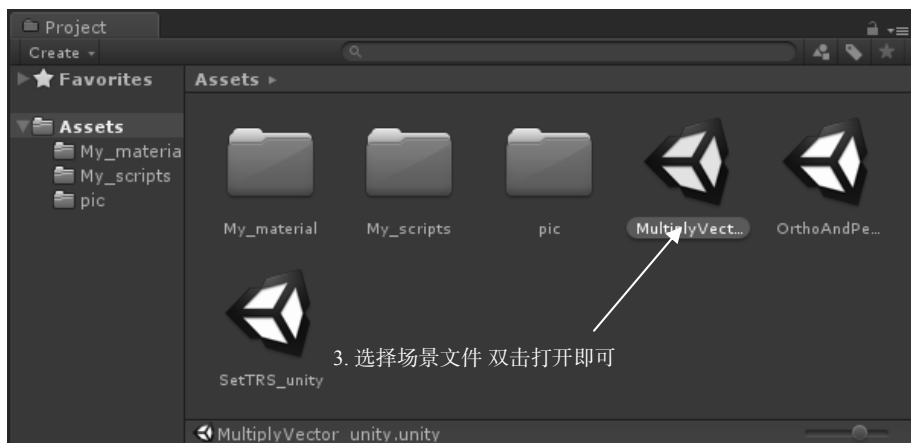 Project
Create
Favorites
Assets
Assets
My_materia
My_scripts
pic
My_material
My_scripts
pic
MultiplyVect...
OrthoAndPe...
SetTRS_unity
3. 选择场景文件 双击打开即可
MultiplyVector_unity.unity